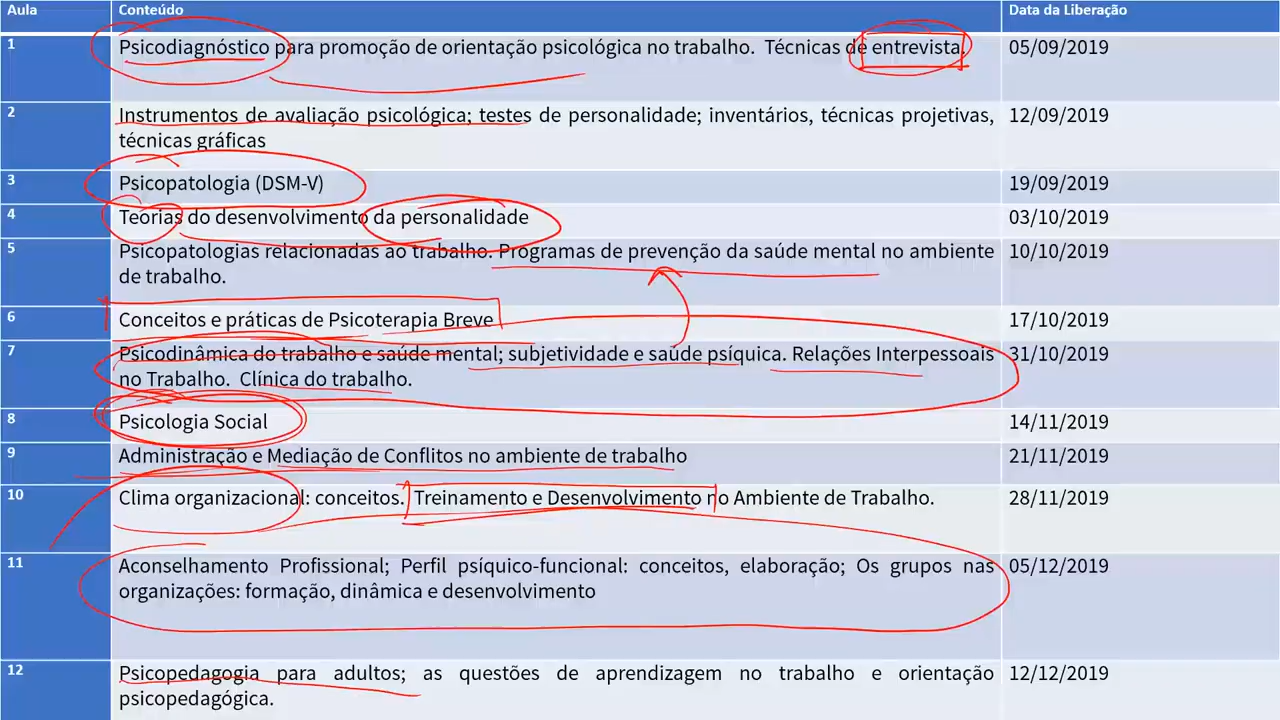 Aula Conteúdo Data da Liberação
1 Psicodiagnóstico para promoção de orientação psicológica no trabalho. Técnicas de entrevista. 05/09/2019
2 Instrumentos de avaliação psicológica; testes de personalidade; inventários, técnicas projetivas, 12/09/2019
técnicas gráficas
3 Psicopatologia (DSM-V) 19/09/2019
4 Teorias do desenvolvimento da personalidade 03/10/2019
5 Psicopatologias relacionadas ao trabalho. Programas de prevenção da saúde mental no ambiente 10/10/2019
de trabalho.
6 Conceitos e práticas de Psicoterapia Breve 17/10/2019
7 Psicodinâmica do trabalho e saúde mental; subjetividade e saúde psíquica. Relações Interpessoais 31/10/2019
no Trabalho. Clínica do trabalho.
8 Psicologia Social 14/11/2019
9 Administração e Mediação de Conflitos no ambiente de trabalho 21/11/2019
10 Clima organizacional: conceitos. Treinamento e Desenvolvimento no Ambiente de Trabalho. 28/11/2019
11 Aconselhamento Profissional; Perfil psíquico-funcional: conceitos, elaboração; Os grupos nas 05/12/2019
organizações: formação, dinâmica e desenvolvimento
12 Psicopedagogia para adultos; as questões de aprendizagem no trabalho e orientação 12/12/2019
psicopedagógica.